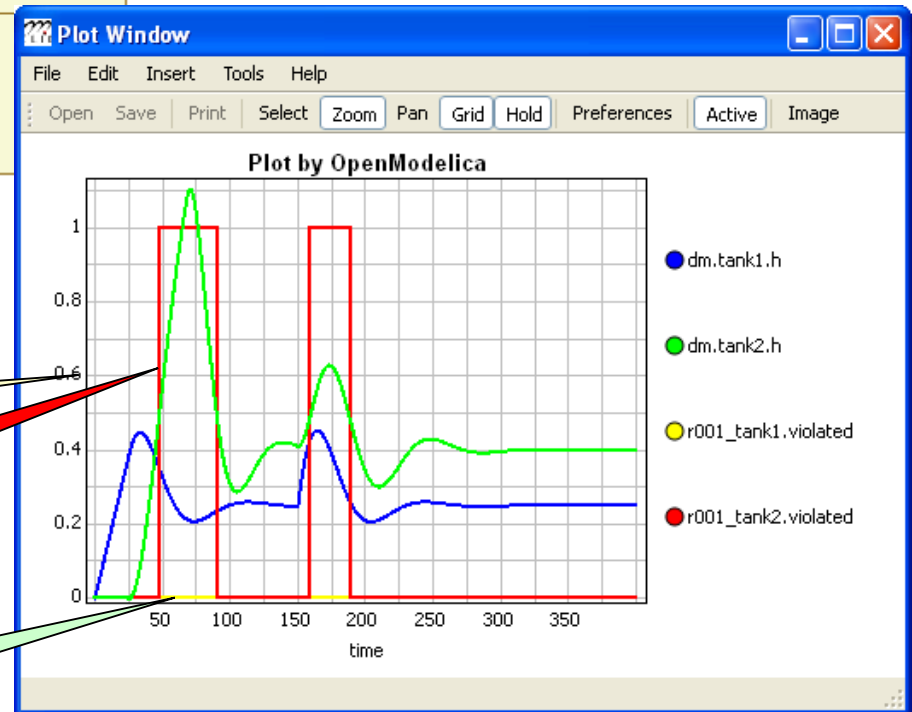 Plot Window
File Edit Insert Tools Help
Open Save Print Select Zoom Pan Grid Hold Preferences Active Image
Plot by OpenModelica
1
0.8
0.6
0.4
0.2
0
50 100 150 200 250 300 350
time
dm.tank1.h
dm.tank2.h
r001_tank1.violated
r001_tank2.violated